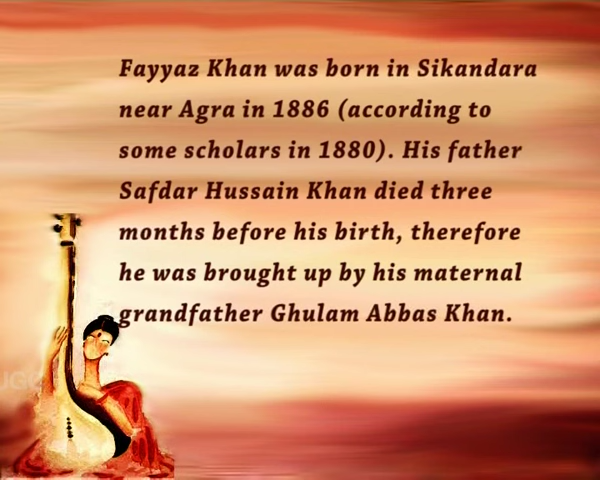 Fayyaz Khan was born in Sikandara
near Agra in 1886 (according to
some scholars in 1880). His father
Safdar Hussain Khan died three
months before his birth, therefore
he was brought up by his maternal
grandfather Ghulam Abbas Khan.